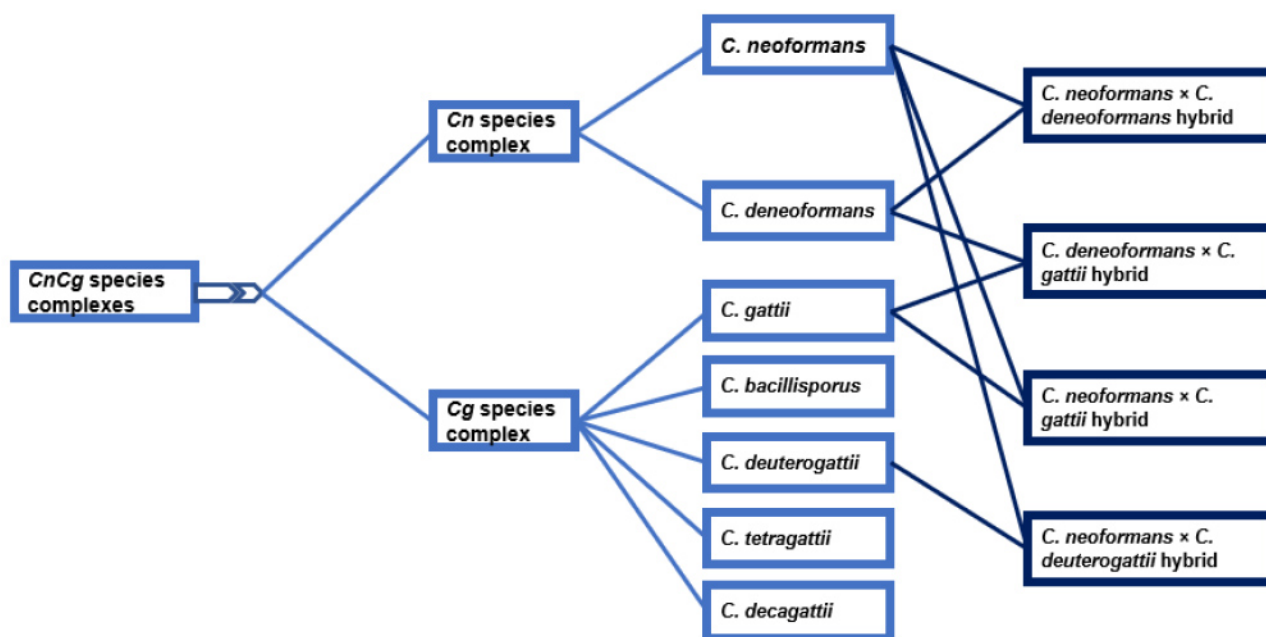 CnCg species
complexes
Cn species
complex
Cg species
complex
C. neoformans
C. deneoformans
C. gattii
C. bacillisporus
C. deuterogattii
C. tetragattii
C. decagattii
C. neoformans × C.
deneoformans hybrid
C. deneoformans × C.
gattii hybrid
C. neoformans × C.
gattii hybrid
C. neoformans × C.
deuterogattii hybrid